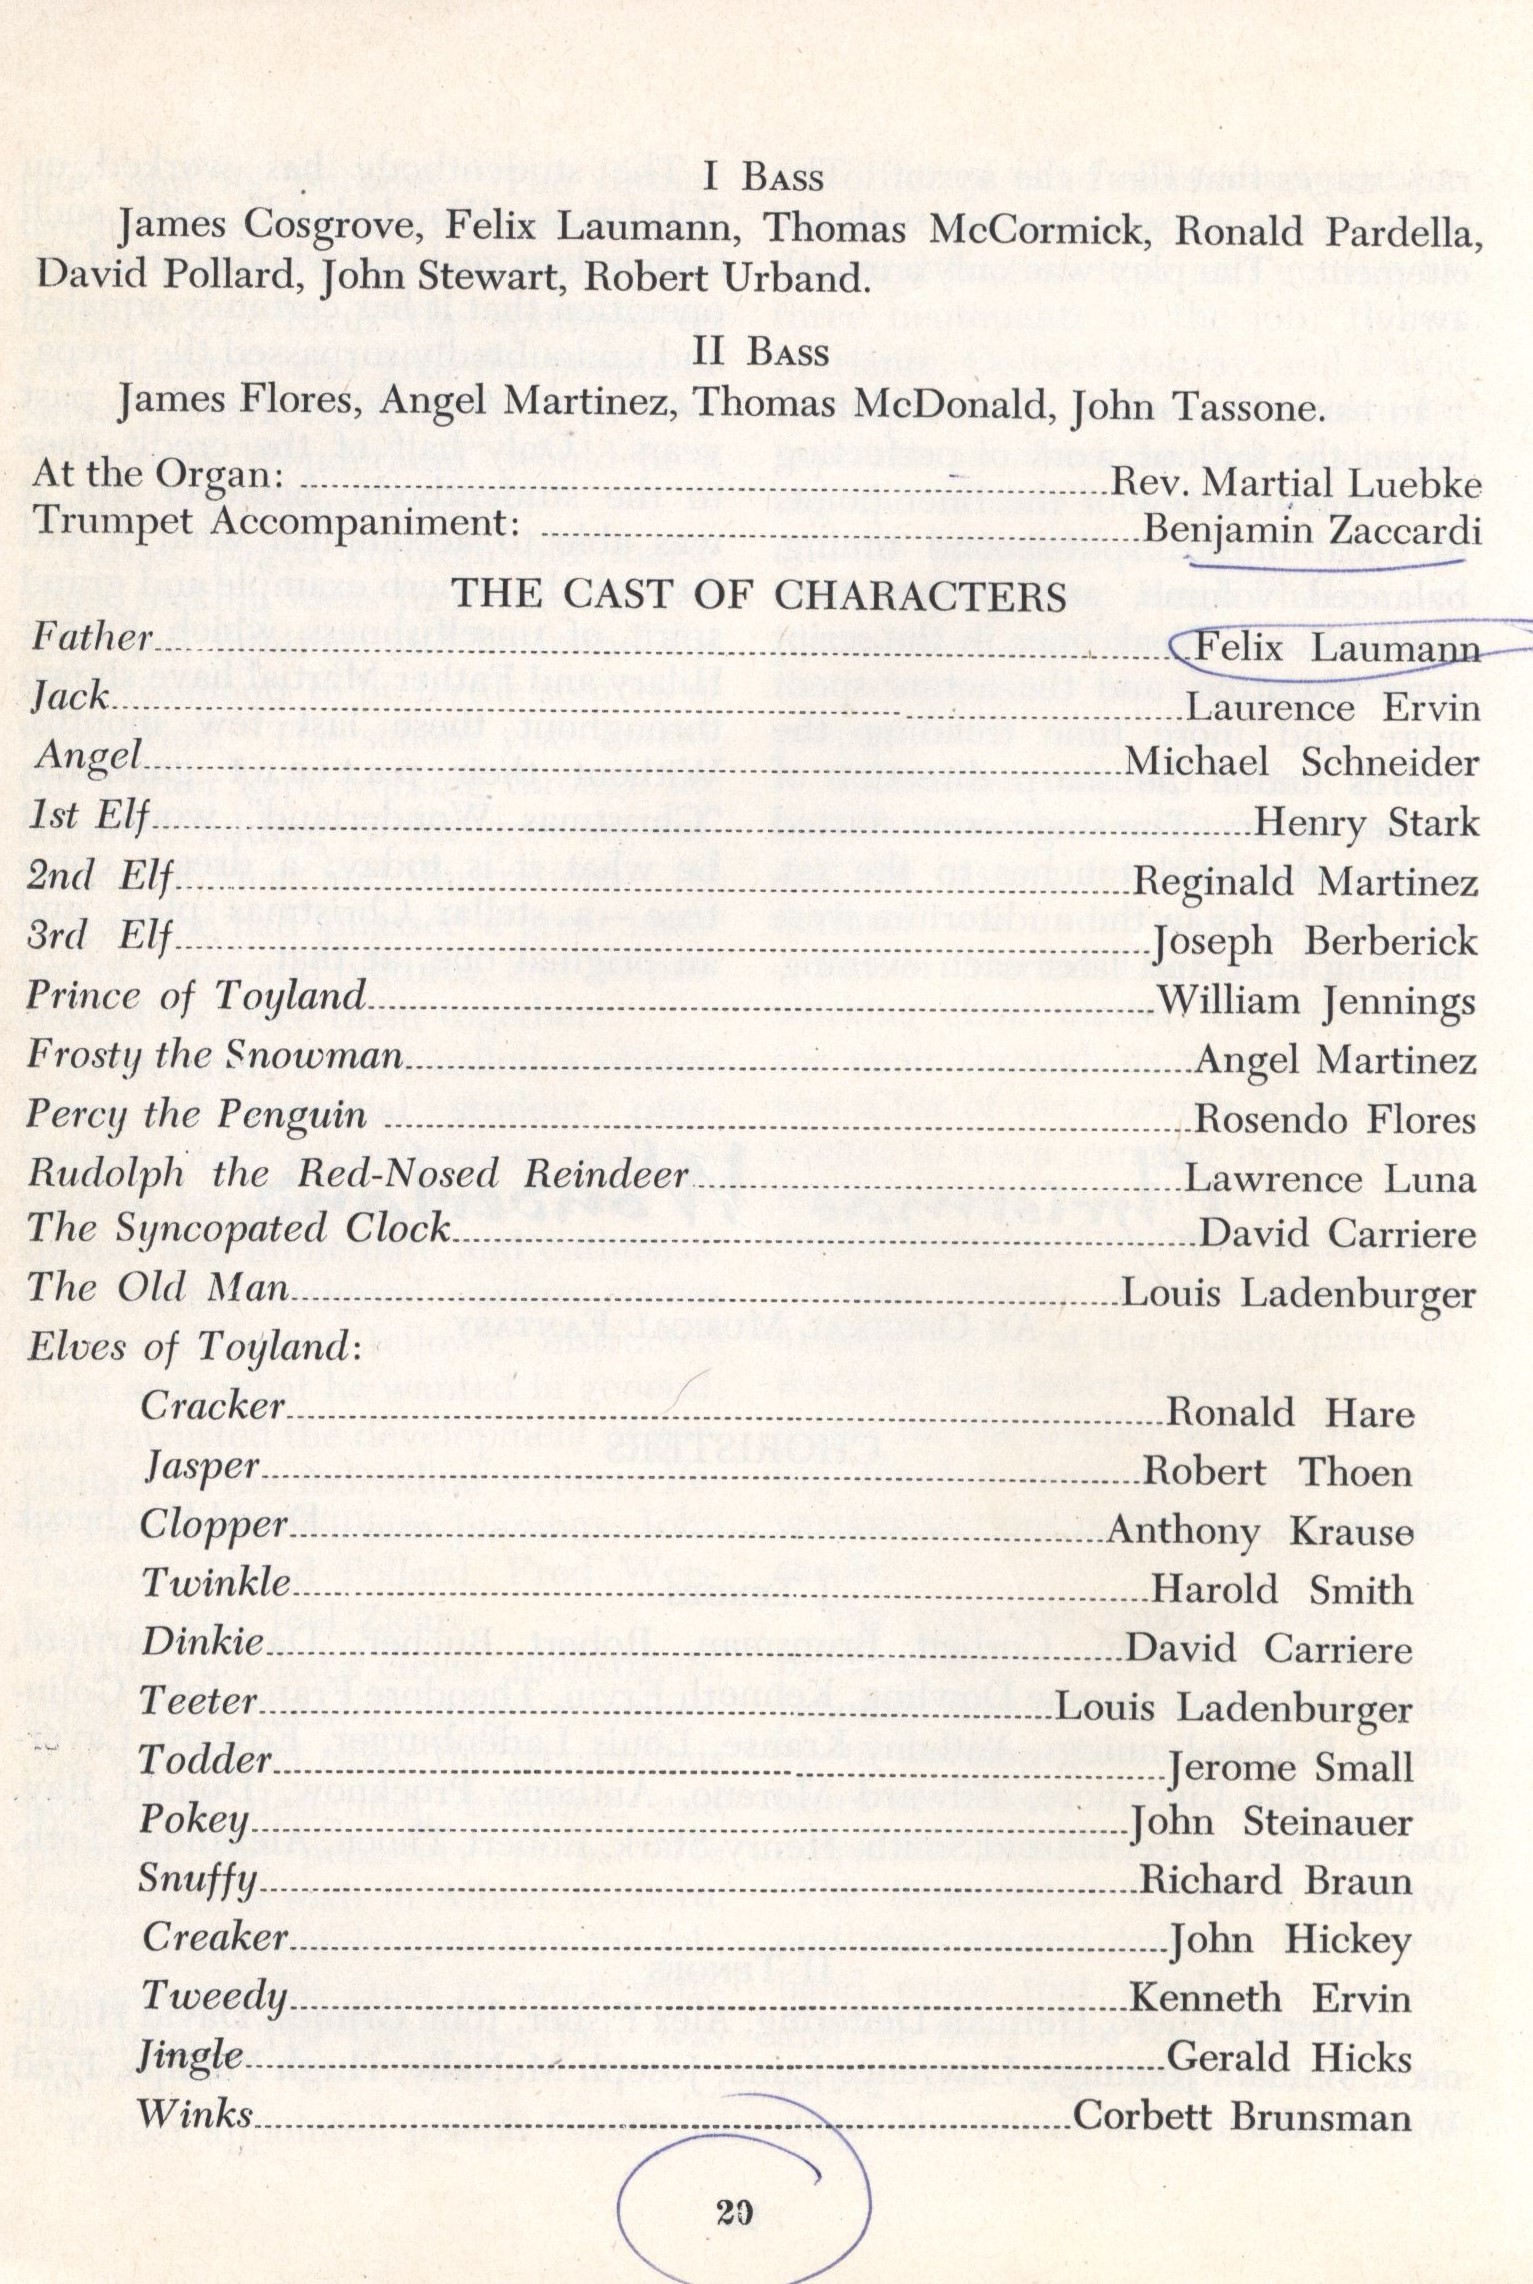 I Bass
James Cosgrove, Felix Laumann, Thomas McCormick, Ronald Pardella,
David Pollard, John Stewart, Robert Urband.
II Bass
James Flores, Angel Martinez, Thomas McDonald, John Tassone.
At the Organ: Rev. Martial Luebke
Trumpet Accompaniment: Benjamin Zaccardi
THE CAST OF CHARACTERS
Father Felix Laumann
Jack Laurence Ervin
Angel Michael Schneider
1st Elf Henry Stark
2nd Elf Reginald Martinez
3rd Elf Joseph Berberick
Prince of Toyland William Jennings
Frosty the Snowman Angel Martinez
Percy the Penguin Rosendo Flores
Rudolph the Red-Nosed Reindeer Lawrence Luna
The Syncopated Clock David Carriere
The Old Man Louis Ladenburger
Elves of Toyland:
Cracker Ronald Hare
Jasper Robert Thoen
Clopper Anthony Krause
Twinkle Harold Smith
Dinkie David Carriere
Teeter Louis Ladenburger
Todder Jerome Small
Pokey John Steinauer
Snuffy Richard Braun
Creaker John Hickey
Tweedy Kenneth Ervin
Jingle Gerald Hicks
Winks Corbett Brunsman
20